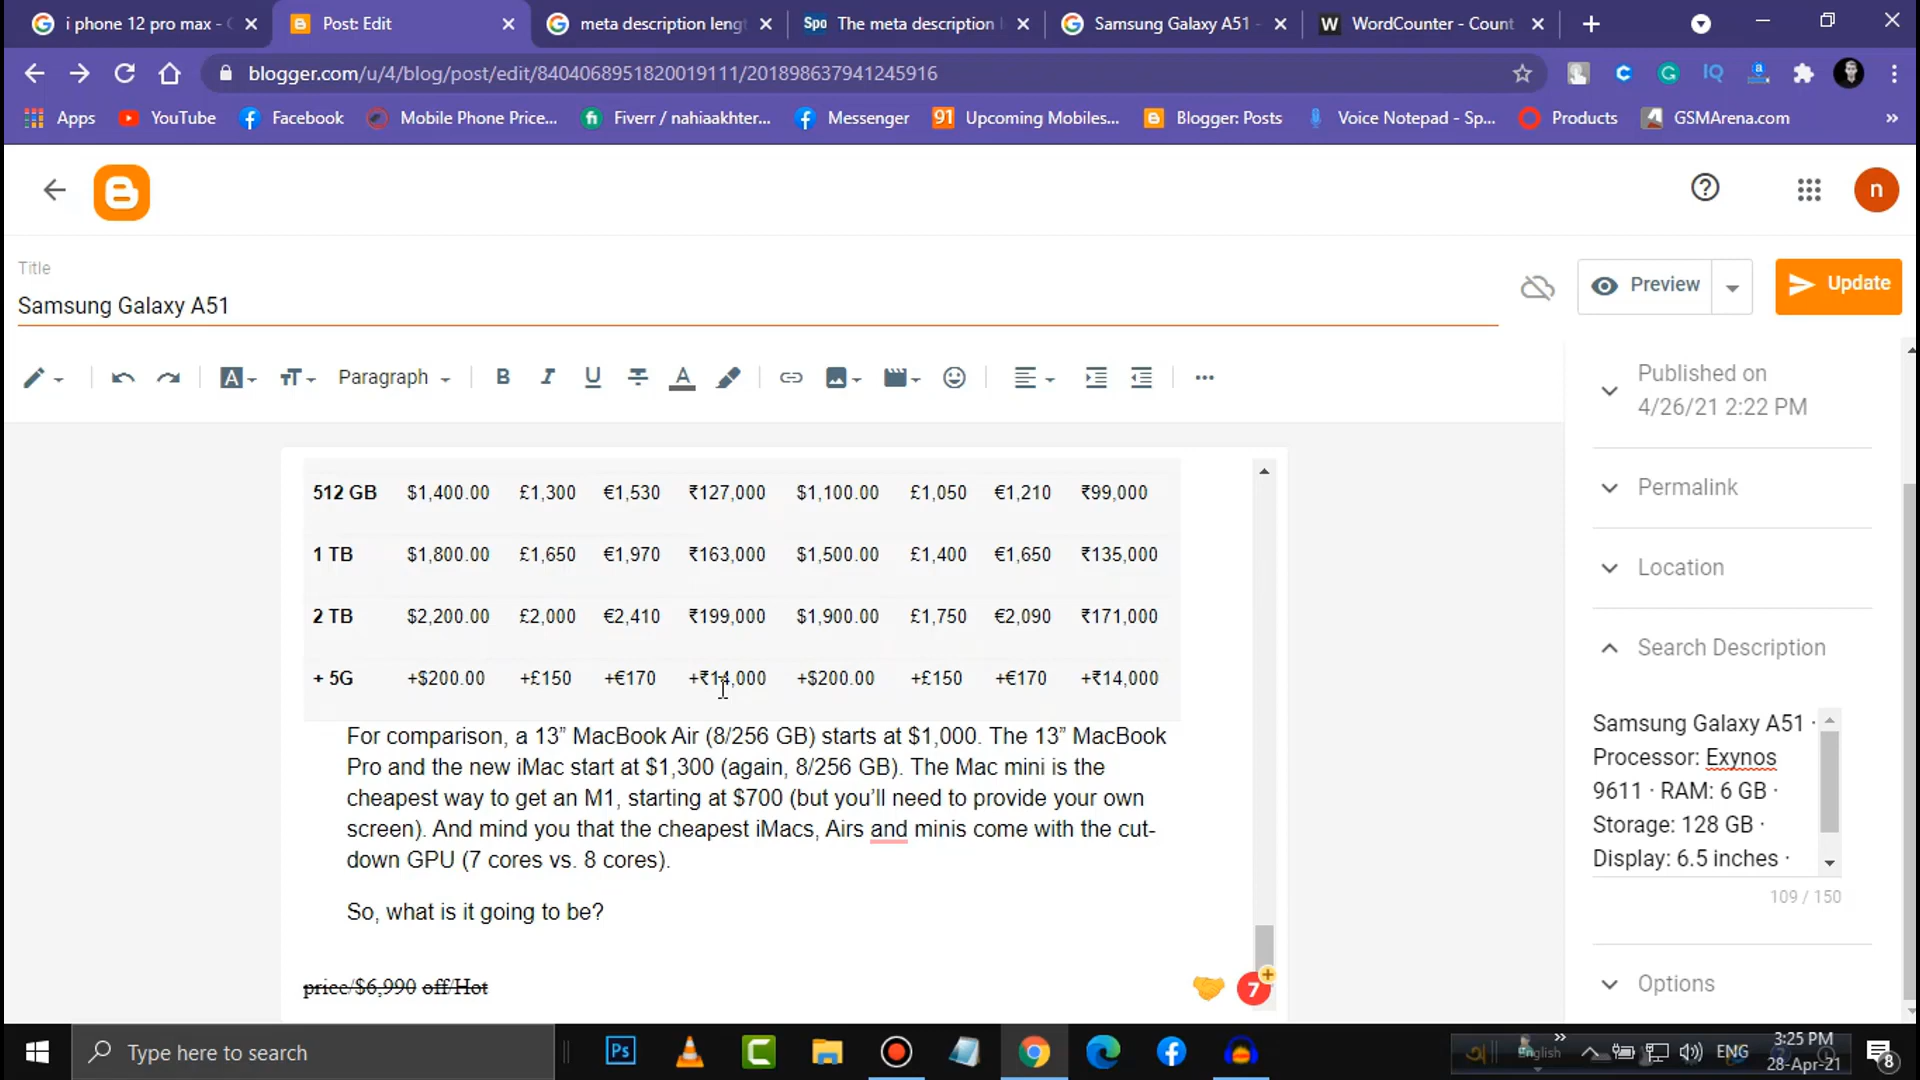 i phone 12 pro max -
Post: Edit
meta description lengt
Spo
The meta description
Samsung Galaxy A51 -
W
WordCounter - Count
blogger.com/u/4/blog/post/edit/8404068951820019111/201898637941245916
Apps
YouTube
Facebook
Mobile Phone Price...
Fiverr / nahiaakhter...
Messenger
91
Upcoming Mobiles...
Blogger: Posts
Voice Notepad - Sp...
Products
GSMArena.com
»
n
Title
Samsung Galaxy A51
Preview
Update
Paragraph
B I U
Published on
4/26/21 2:22 PM
Permalink
Location
Search Description
Samsung Galaxy A51 ·
Processor: Exynos
9611 · RAM: 6 GB ·
Storage: 128 GB ·
Display: 6.5 inches ·
109 / 150
Options
512 GB $1,400.00 £1,300 €1,530 ₹127,000 $1,100.00 £1,050 €1,210 ₹99,000
1 TB $1,800.00 £1,650 €1,970 ₹163,000 $1,500.00 £1,400 €1,650 ₹135,000
2 TB $2,200.00 £2,000 €2,410 ₹199,000 $1,900.00 £1,750 €2,090 ₹171,000
+ 5G +$200.00 +£150 +€170 +₹14,000 +$200.00 +£150 +€170 +₹14,000
For comparison, a 13” MacBook Air (8/256 GB) starts at $1,000. The 13” MacBook
Pro and the new iMac start at $1,300 (again, 8/256 GB). The Mac mini is the
cheapest way to get an M1, starting at $700 (but you’ll need to provide your own
screen). And mind you that the cheapest iMacs, Airs and minis come with the cut-
down GPU (7 cores vs. 8 cores).
So, what is it going to be?
price/$6,990 off/Hot
7
Type here to search
Ps
English
ENG
3:25 PM
28-Apr-21
8